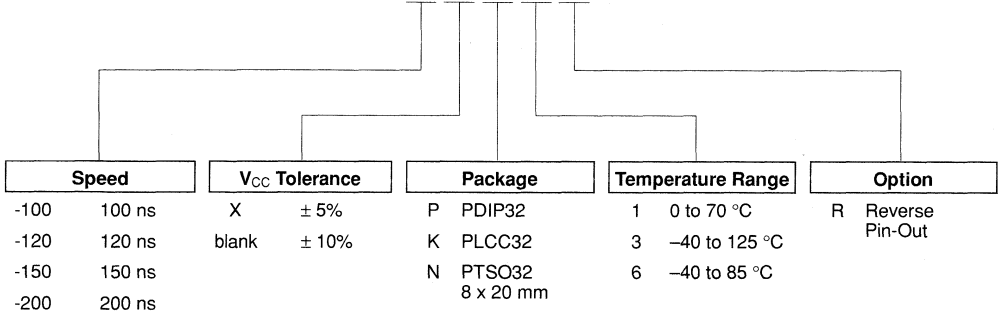 Speed
-100 100 ns
-120 120 ns
-150 150 ns
-200 200 ns
VCC Tolerance
X ± 5%
blank ± 10%
Package
P PDIP32
K PLCC32
N PTSO32
8 x 20 mm
Temperature Range
1 0 to 70 °C
3 –40 to 125 °C
6 –40 to 85 °C
Option
R Reverse
Pin-Out